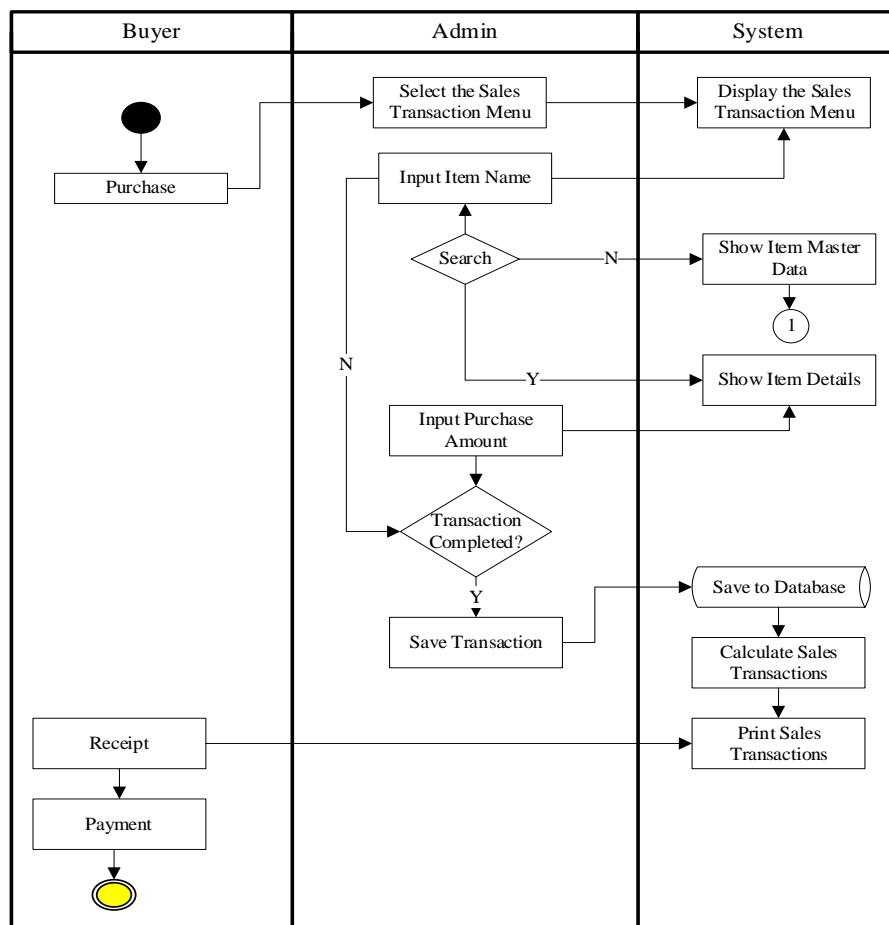 Buyer
Admin
System
Select the Sales
Transaction Menu
Display the Sales
Transaction Menu
Purchase
Input Item Name
Search
N
Show Item Master
Data
1
N
Y
Show Item Details
Input Purchase
Amount
Transaction
Completed?
Y
Save to Database
Save Transaction
Calculate Sales
Transactions
Receipt
Print Sales
Transactions
Payment